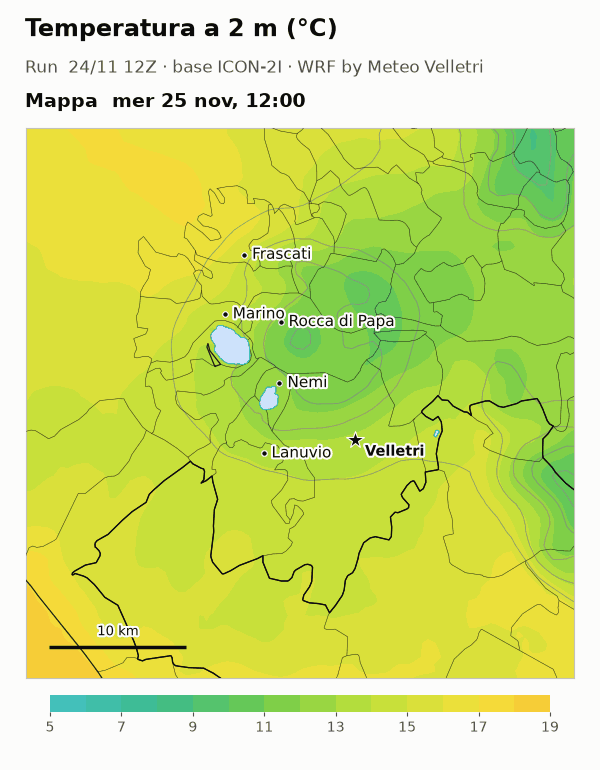 Temperatura a 2 m (°C)
Run  24/11 12Z · base ICON-2I · WRF by Meteo Velletri
Mappa  mer 25 nov, 12:00
Frascati
Marino
Rocca di Papa
Nemi
Velletri
Lanuvio
10 km
5 7 9 11 13 15 17 19